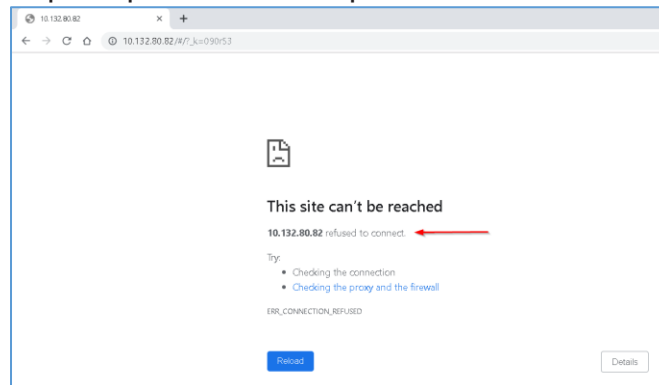 10.132.80.82
10.132.80.82/#/?_k=090r53
This site can't be reached
10.132.80.82 refused to connect.
Try:
Checking the connection
Checking the proxy and the firewall
ERR_CONNECTION_REFUSED
Reload
Details